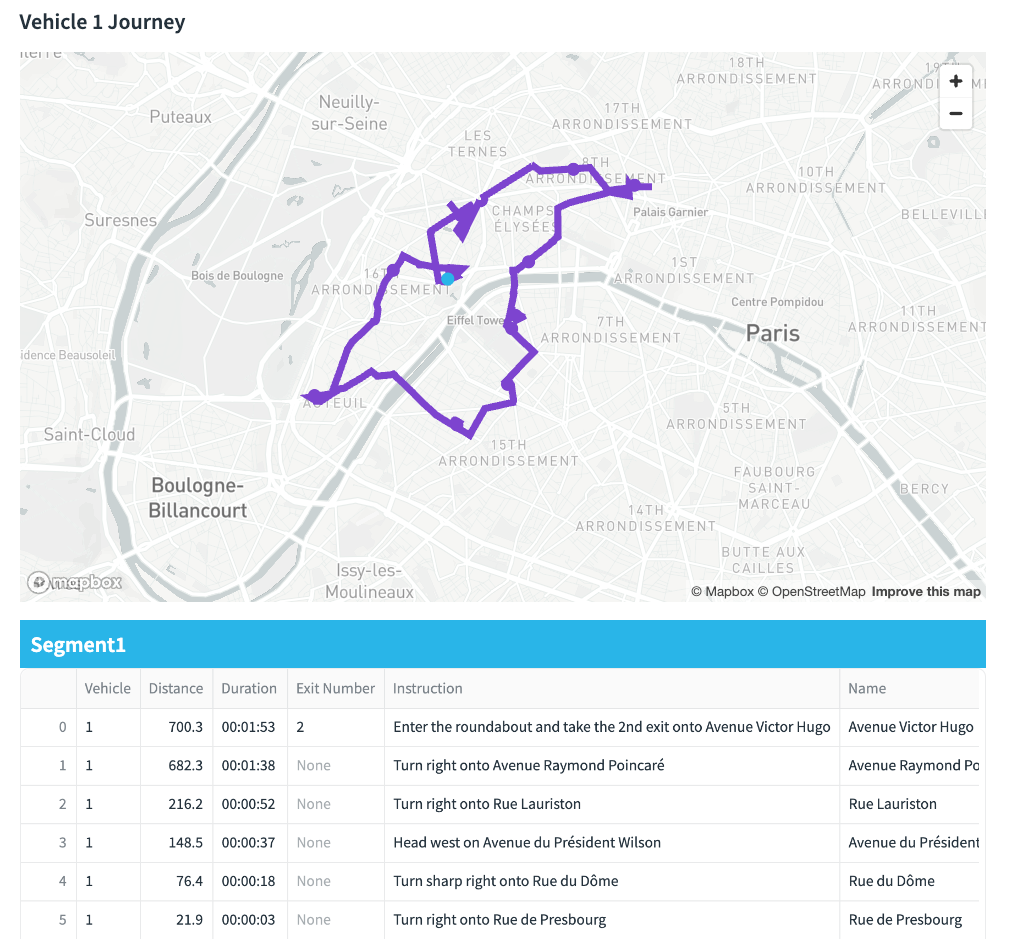 Vehicle 1 Journey
18TH
ARRONDISSEMENT
Neuilly-
sur-Seine
Puteaux
17TH
ARRONDISSEMENT
LES
TERNES
8TH
ARRONDISSEMENT
10TH
ARRONDISSEMENT
CHAMPS
ÉLYSÉES
Palais Garnier
Suresnes
Bois de Boulogne
16
ARRONDISSEMENT
1ST
ARRONDISSEMENT
Centre Pompidou
Eiffel Towe
7TH
ARRONDISSEMENT
Paris
11TH
ARRONDISSEMENT
idence Beausoleil
AUTEUIL
5TH
ARRONDISSEMENT
Saint-Cloud
15TH
ARRONDISSEMENT
Boulogne-
Billancourt
FAUBOURG
SAINT-
MARCEAU
BERCY
14TH
ARRONDISSEMENT
BUTTE AUX
CAILLES
Issy-les-
Moulineaux
mapbox
© Mapbox © OpenStreetMap Improve this map
Segment1
Vehicle Distance Duration Exit Number Instruction Name
0 1 700.3 00:01:53 2 Enter the roundabout and take the 2nd exit onto Avenue Victor Hugo Avenue Victor Hugo
1 1 682.3 00:01:38 None Turn right onto Avenue Raymond Poincaré Avenue Raymond Po
2 1 216.2 00:00:52 None Turn right onto Rue Lauriston Rue Lauriston
3 1 148.5 00:00:37 None Head west on Avenue du Président Wilson Avenue du Président
4 1 76.4 00:00:18 None Turn sharp right onto Rue du Dôme Rue du Dôme
5 1 21.9 00:00:03 None Turn right onto Rue de Presbourg Rue de Presbourg